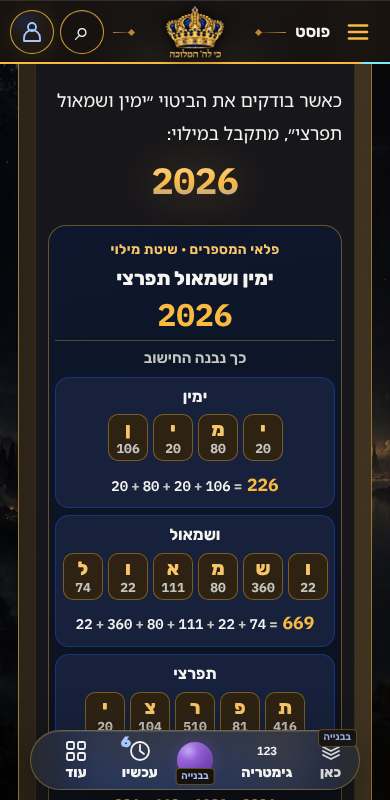 פוסט
כי לה' המלוכה
כאשר בודקים את הביטוי ״ימין ושמאול
תפרצי״, מתקבל במילוי:
2026
פלאי המספרים • שיטת מילוי
ימין ושמאול תפרצי
2026
כך נבנה החישוב
ימין
י מ י ן
20 80 20 106
20 + 80 + 20 + 106 = 226
ושמאול
ו ש מ א ו ל
22 360 80 111 22 74
22 + 360 + 80 + 111 + 22 + 74 = 669
תפרצי
ת פ ר צ י
416 81 510 104 20
בבנייה
כאן
123
גימטריה
בבנייה
6
עכשיו
עוד